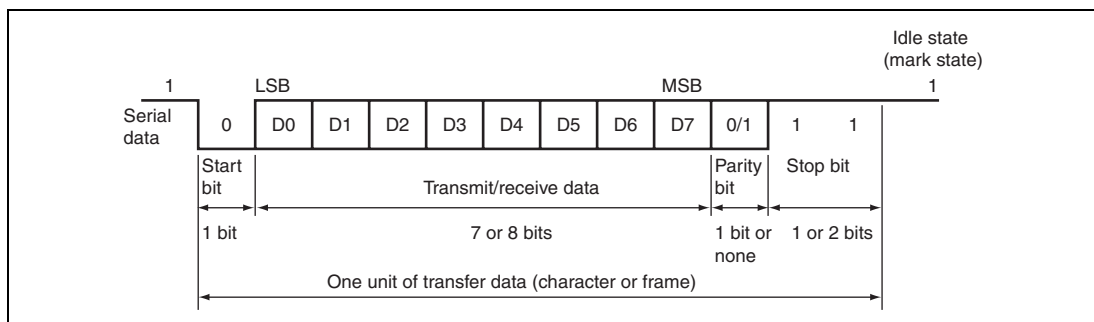 Idle state
(mark state)
1 LSB MSB 1
Serial
data
0 D0 D1 D2 D3 D4 D5 D6 D7 0/1 1 1
Start
bit
Transmit/receive data
Parity
bit
Stop bit
1 bit
7 or 8 bits
1 bit or
none
1 or 2 bits
One unit of transfer data (character or frame)